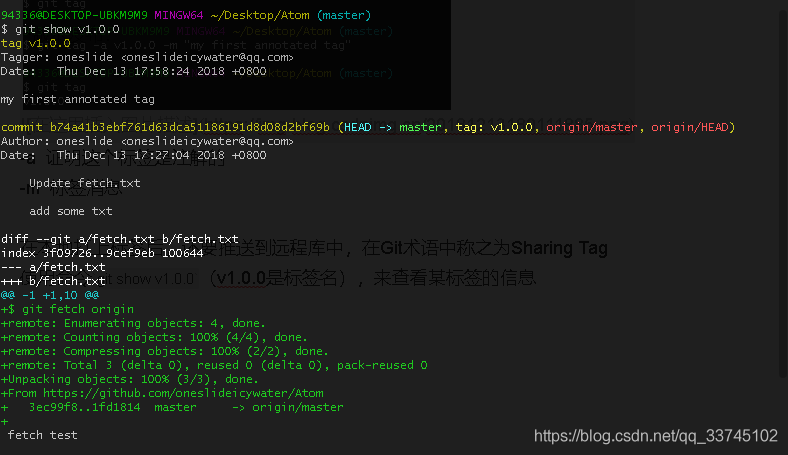 $ git tag
94336@DESKTOP-UBKM9M9 MINGW64 ~/Desktop/Atom (master)
$ git show v1.0.0
tag v1.0.0
Tagger: oneslide <oneslideicywater@qq.com>
Date:   Thu Dec 13 17:58:24 2018 +0800
my first annotated tag
commit b74a41b3ebf761d63dca51186191d8d08d2bf69b (HEAD -> master, tag: v1.0.0, origin/master, origin/HEAD)
Author: oneslide <oneslideicywater@qq.com>
Date:   Thu Dec 13 17:27:04 2018 +0800
Update fetch.txt
-m 标签消息
add some txt
diff --git a/fetch.txt b/fetch.txt
推送到远程库中，在Git术语中称之为Sharing Tag
index 3f09726..9cef9eb 100644
--- a/fetch.txt
+++ b/fetch.txt
git show v1.0.0 （v1.0.0是标签名），来查看某标签的信息.
@@ -1 +1,10 @@
+$ git fetch origin
+remote: Enumerating objects: 4, done.
+remote: Counting objects: 100% (4/4), done.
+remote: Compressing objects: 100% (2/2), done.
+remote: Total 3 (delta 0), reused 0 (delta 0), pack-reused 0
+Unpacking objects: 100% (3/3), done.
+From https://github.com/oneslideicywater/Atom
+   3ec99f8..1fd1814  master     -> origin/master
+
fetch test
https://blog.csdn.net/qq_33745102